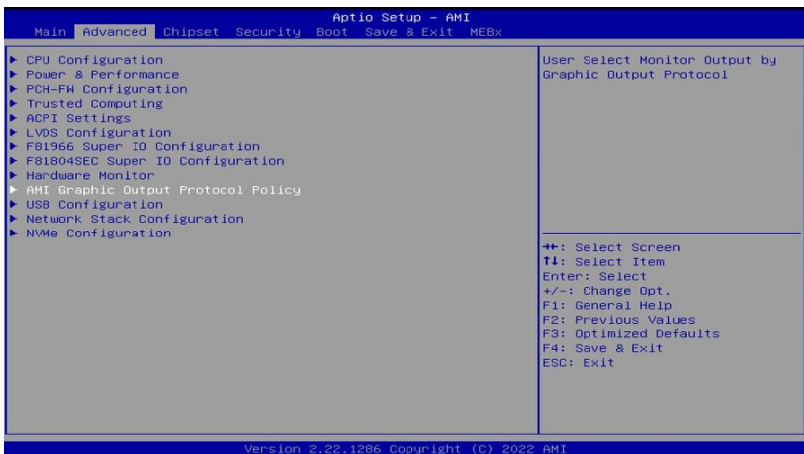 Aptio Setup – AMI
Main Advanced Chipset Security Boot Save & Exit MEBx
► CPU Configuration
► Power & Performance
► PCH-FW Configuration
► Trusted Computing
► ACPI Settings
► LVDS Configuration
► F81966 Super IO Configuration
► F81804SEC Super IO Configuration
► Hardware Monitor
► AMI Graphic Output Protocol Policy
► USB Configuration
► Network Stack Configuration
► NVMe Configuration
User Select Monitor Output by
Graphic Output Protocol
→←: Select Screen
↑↓: Select Item
Enter: Select
+/-: Change Opt.
F1: General Help
F2: Previous Values
F3: Optimized Defaults
F4: Save & Exit
ESC: Exit
Version 2.22.1286 Copyright (C) 2022 AMI